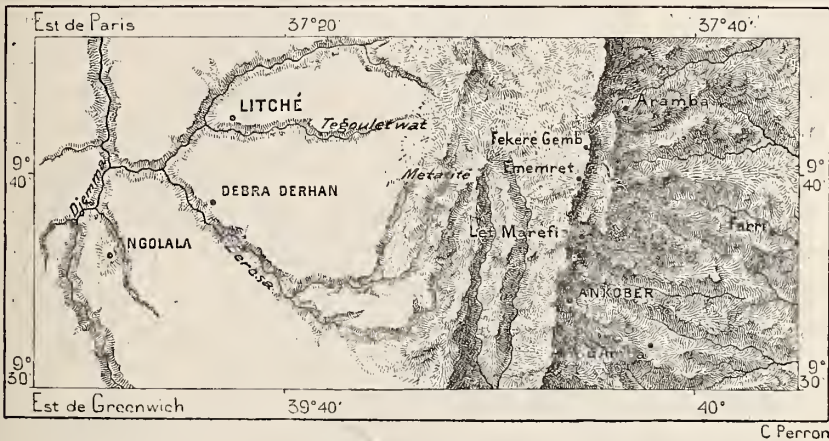 Est de Paris 37°20' 37°40'
Aramba
LITCHÉ
Tegouletwat
Fekere Gemb
9° 40' Metatité Ememret 9° 40'
Djemma DEBRA DERHAN
Farri
Let Marefi
NGOLALA
ANKOBER
9° 30' 9° 30'
Est de Greenwich 39°40' 40°
C. Perron